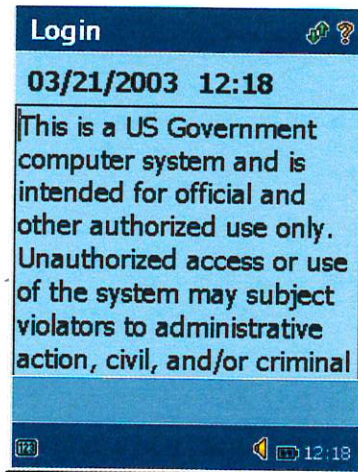 Login
03/21/2003 12:18
This is a US Government
computer system and is
intended for official and
other authorized use only.
Unauthorized access or use
of the system may subject
violators to administrative
action, civil, and/or criminal
123
12:18